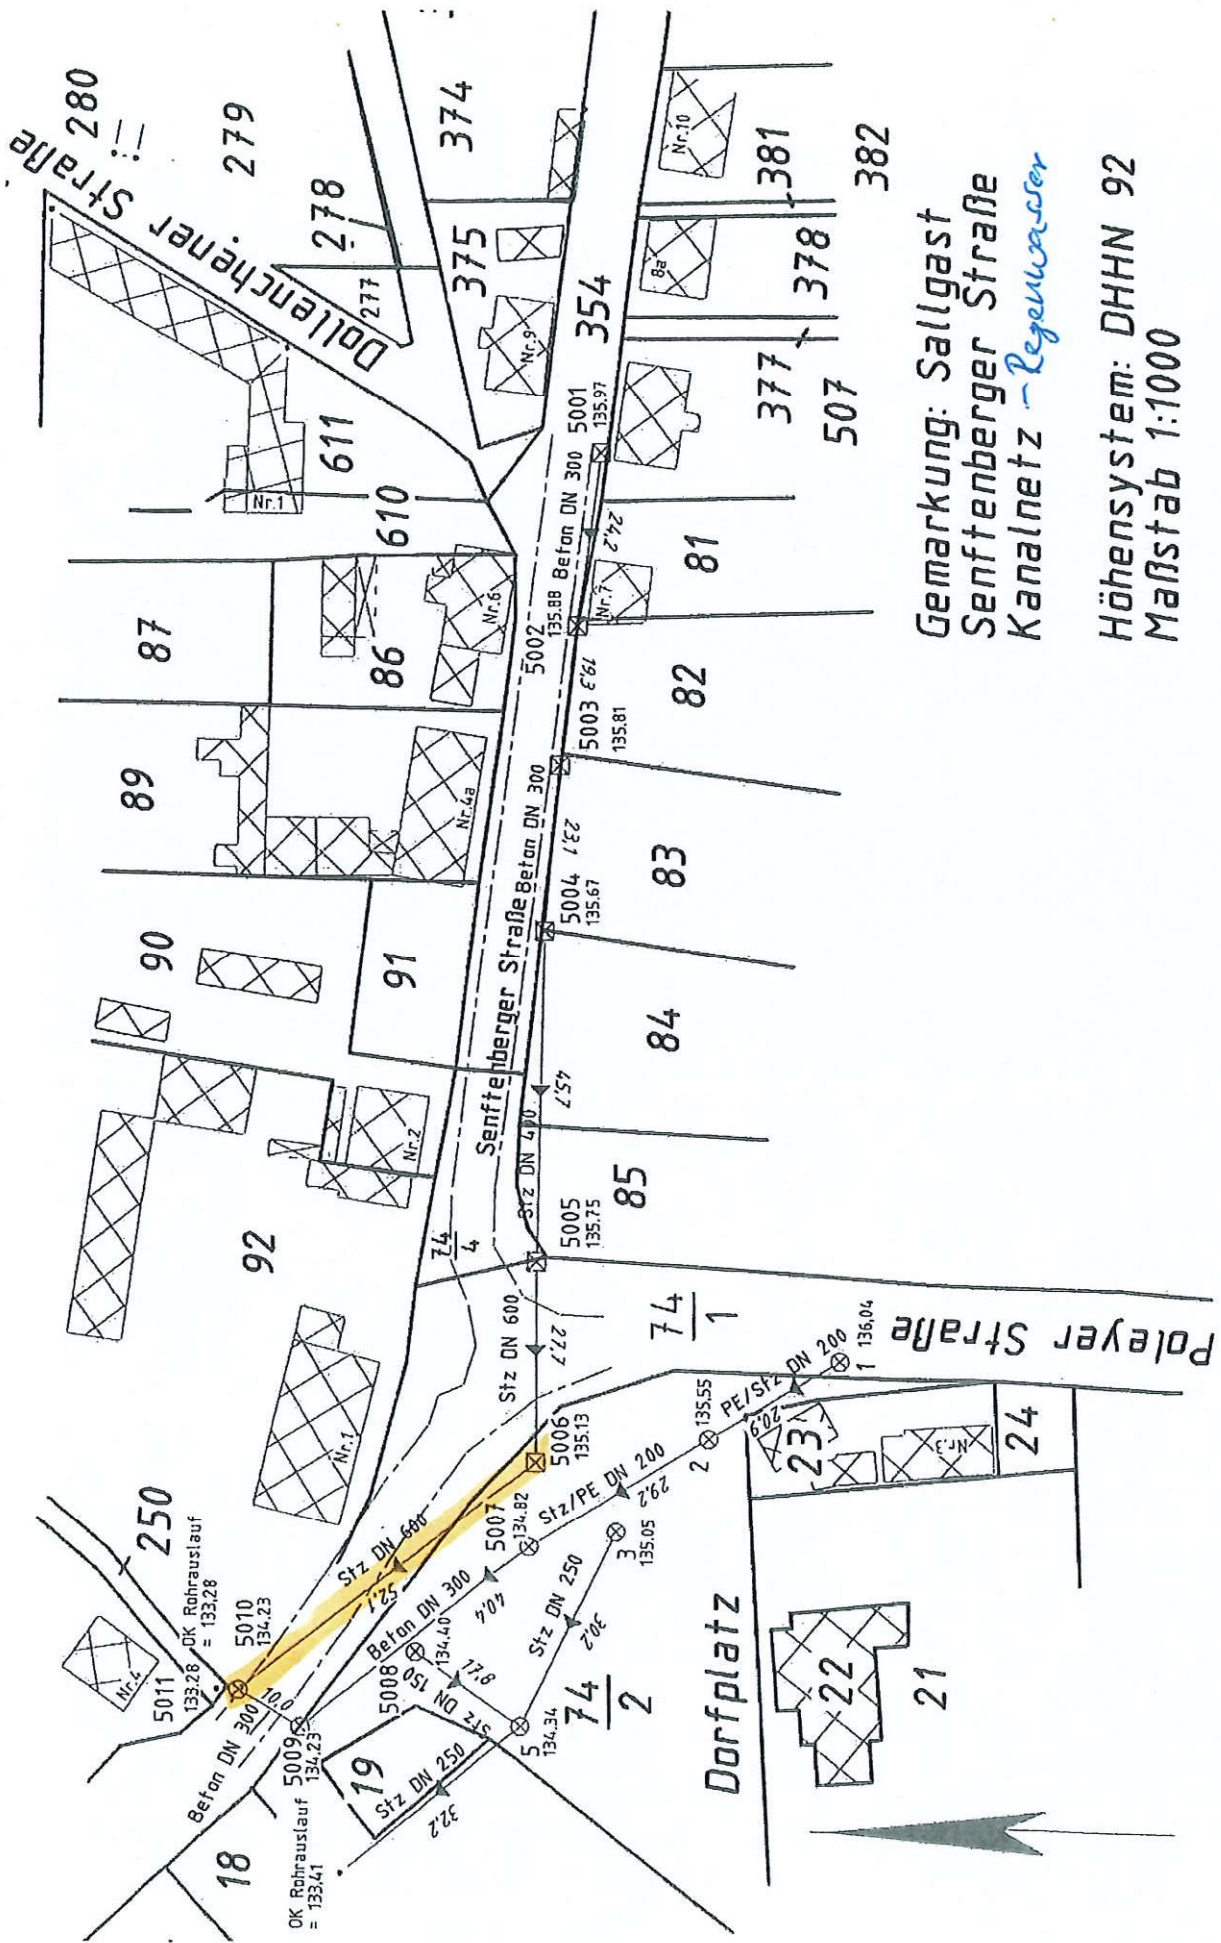 Gemarkung: Sallgast
Senftenberger Straße
Kanalnetz - Regenwasser
Höhensystem: DHHN 92
Maßstab 1:1000
Dollenchener Straße
280
279
278
277
374
375
Nr.9
354
Nr.10
381
382
8a
378
377
507
611
Nr.1
610
87
86
Nr.6
89
Nr.4a
90
91
92
Nr.2
Nr.1
250
Nr.4
Senftenberger Straße
5001
135.97
Beton DN 300
24,2
5002
135.88
Nr.7
81
19,3
5003
135.81
82
Beton DN 300
23,1
5004
135.67
83
84
45,7
Stz DN 400
85
5005
135.75
74
4
Stz DN 600
27,7
74
1
Poleyer Straße
5006
135.13
Stz DN 600
52,1
5007
134.82
Stz/PE DN 200
29,2
2
135.55
PE/Stz DN 200
20,9
1
136,04
23
Nr.3
24
3
135.05
Stz DN 250
30,2
Beton DN 300
40,4
5008
134.40
Stz DN 150
17,8
5
134.34
74
2
Stz DN 250
32,2
19
18
5009
134.23
10,0
5010
134.23
OK Rohrauslauf
= 133,28
5011
133.28
Beton DN 300
OK Rohrauslauf
= 133,41
Dorfplatz
22
21